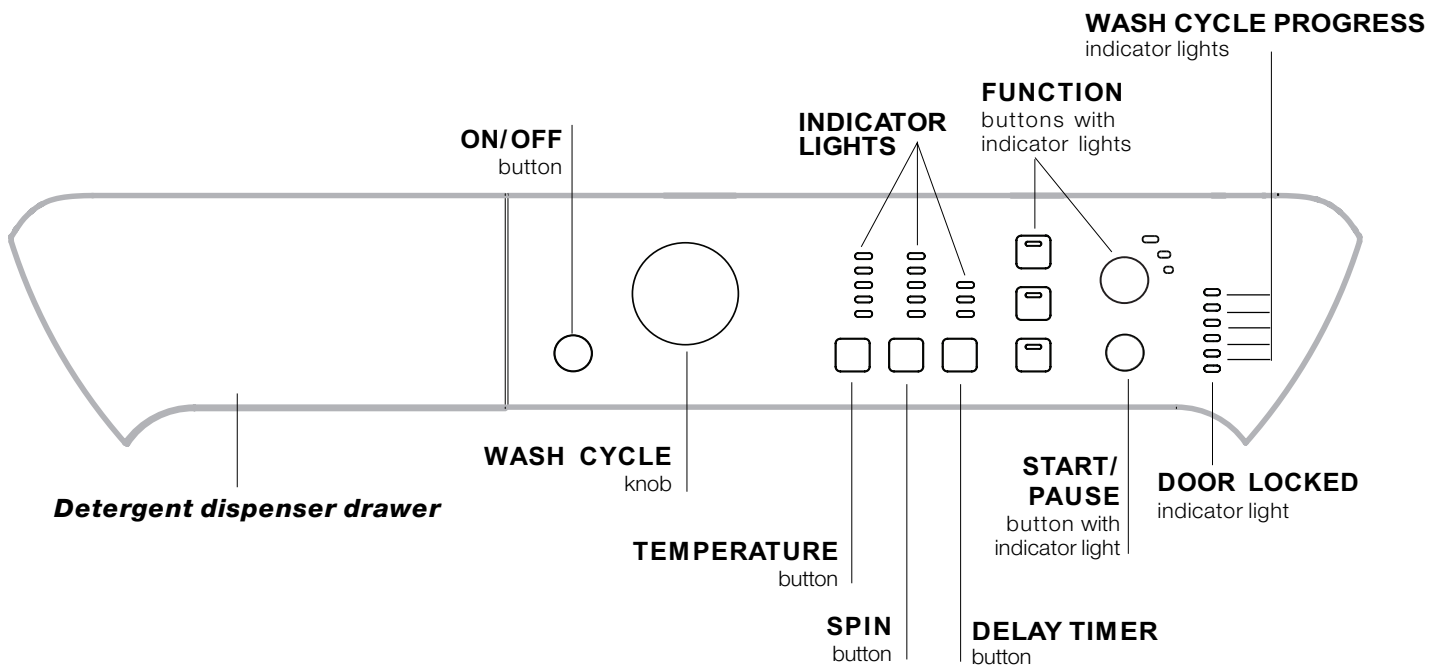 WASH CYCLE PROGRESS
indicator lights
FUNCTION
buttons with
indicator lights
INDICATOR
LIGHTS
ON/OFF
button
WASH CYCLE
knob
Detergent dispenser drawer
START/
PAUSE
button with
indicator light
DOOR LOCKED
indicator light
TEMPERATURE
button
SPIN
button
DELAY TIMER
button